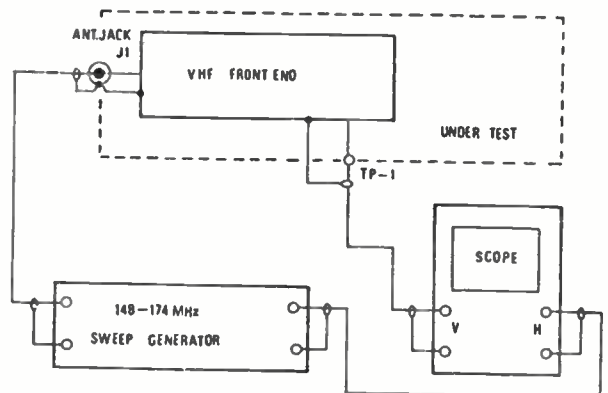 ANT.JACK
J1
VHF FRONT END
UNDER TEST
TP-1
SCOPE
V
H
148-174 MHz
SWEEP GENERATOR